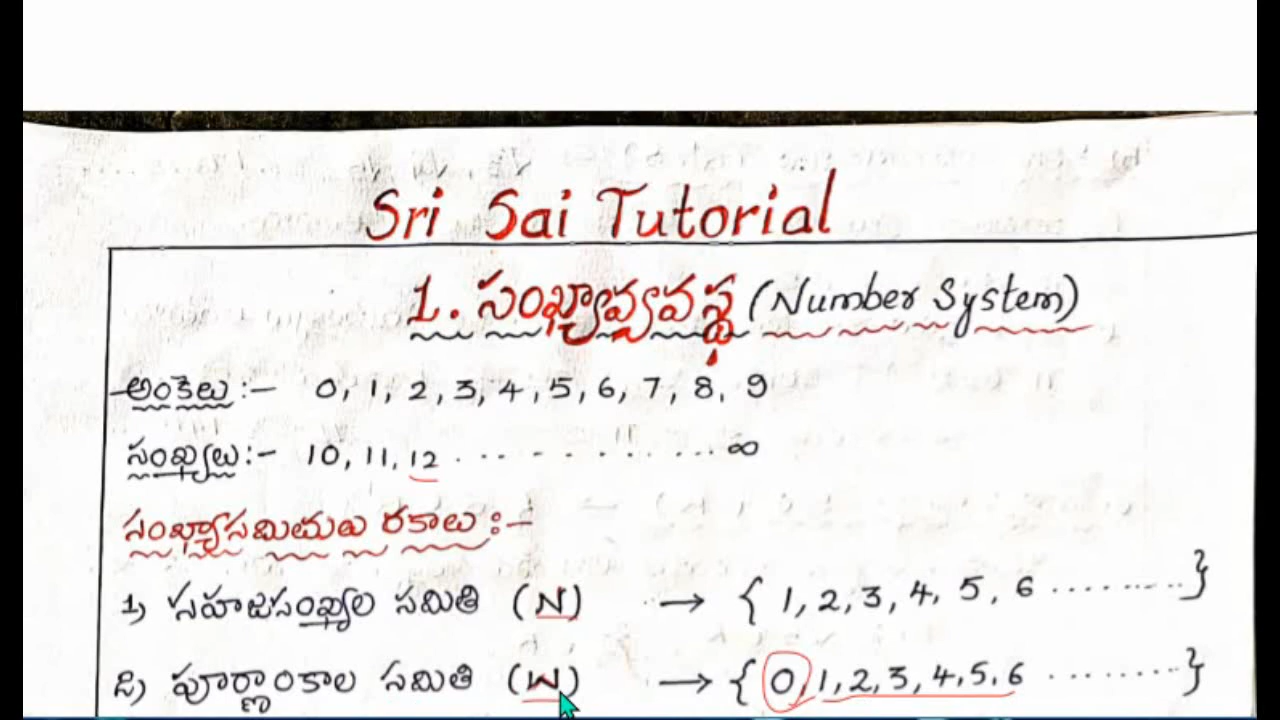 Sri Sai Tutorial
1. సంఖ్యావ్యవస్థ (Number System)
అంకెలు :- 0, 1, 2, 3, 4, 5, 6, 7, 8, 9
సంఖ్యలు :- 10, 11, 12 . . . . . . . . . . . ∞
సంఖ్యాసమితులు రకాలు :-
1) సహజసంఖ్యల సమితి (N) → { 1, 2, 3, 4, 5, 6 . . . . . . . . . }
2) పూర్ణాంకాల సమితి (W) → { 0, 1, 2, 3, 4, 5, 6 . . . . . . . . . }